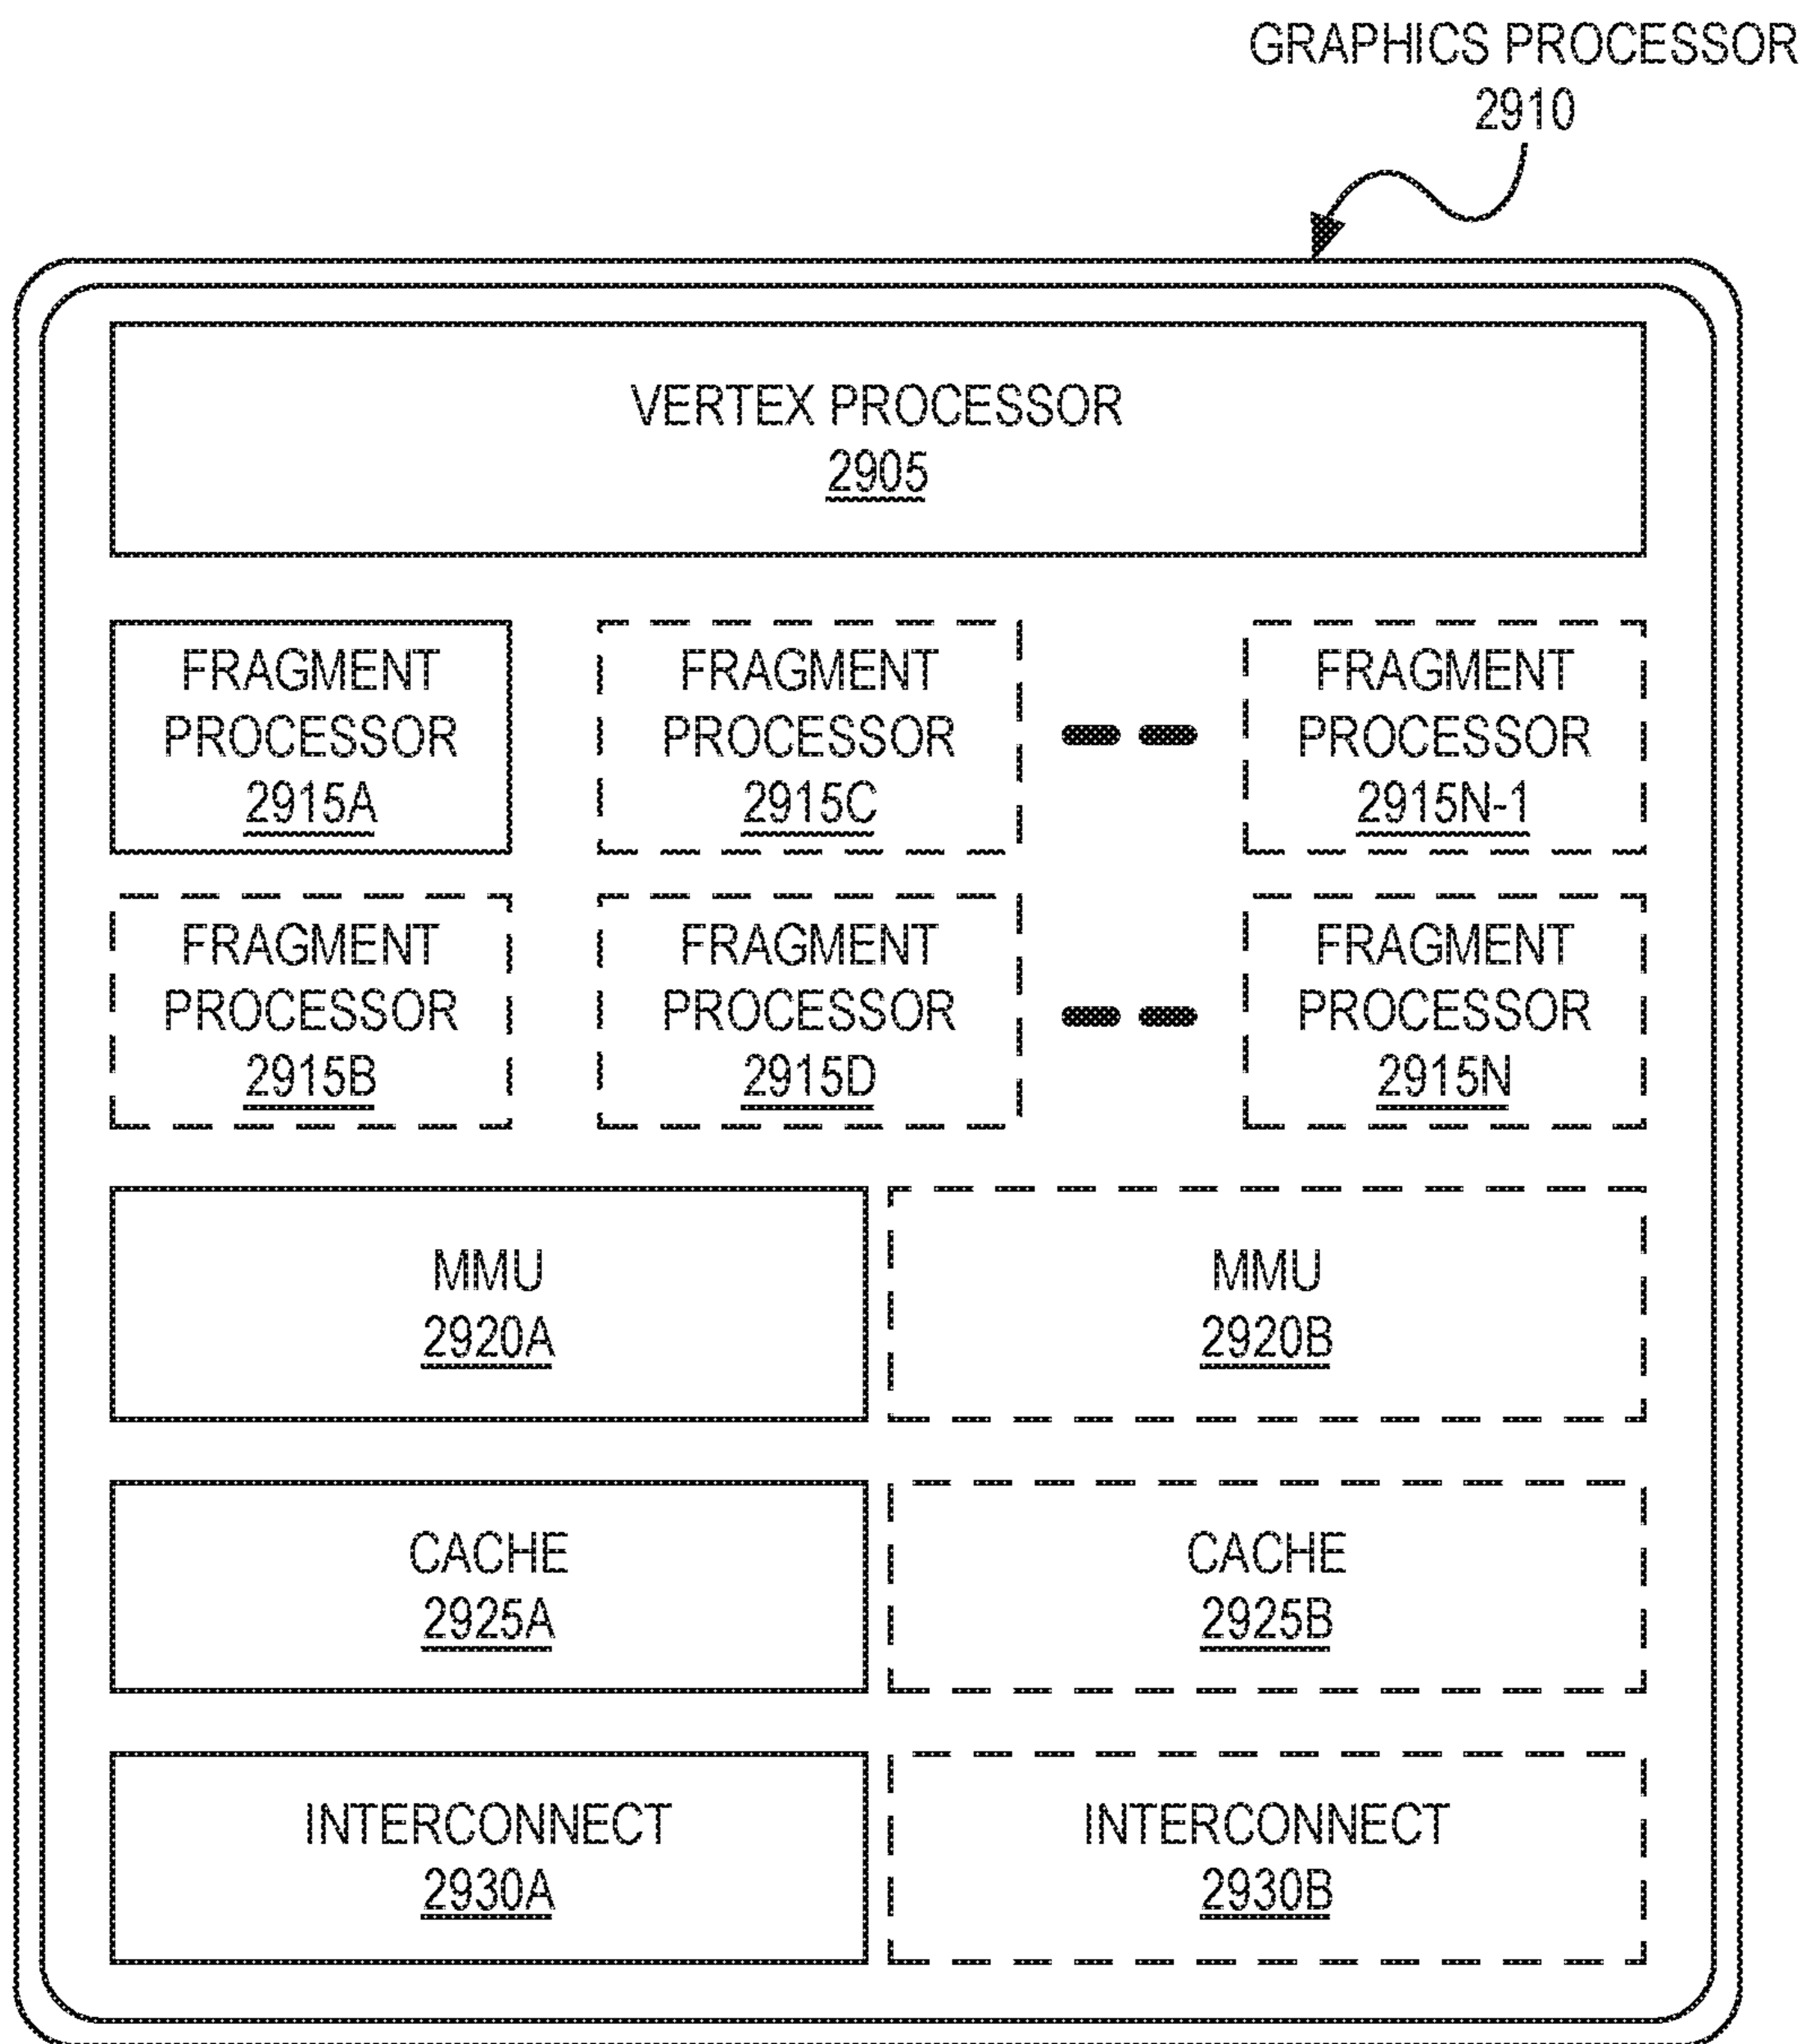 GRAPHICS PROCESSOR
2910
VERTEX PROCESSOR
2905
FRAGMENT
PROCESSOR
2915A
FRAGMENT
PROCESSOR
2915C
FRAGMENT
PROCESSOR
2915N-1
FRAGMENT
PROCESSOR
2915B
FRAGMENT
PROCESSOR
2915D
FRAGMENT
PROCESSOR
2915N
MMU
2920A
MMU
2920B
CACHE
2925A
CACHE
2925B
INTERCONNECT
2930A
INTERCONNECT
2930B